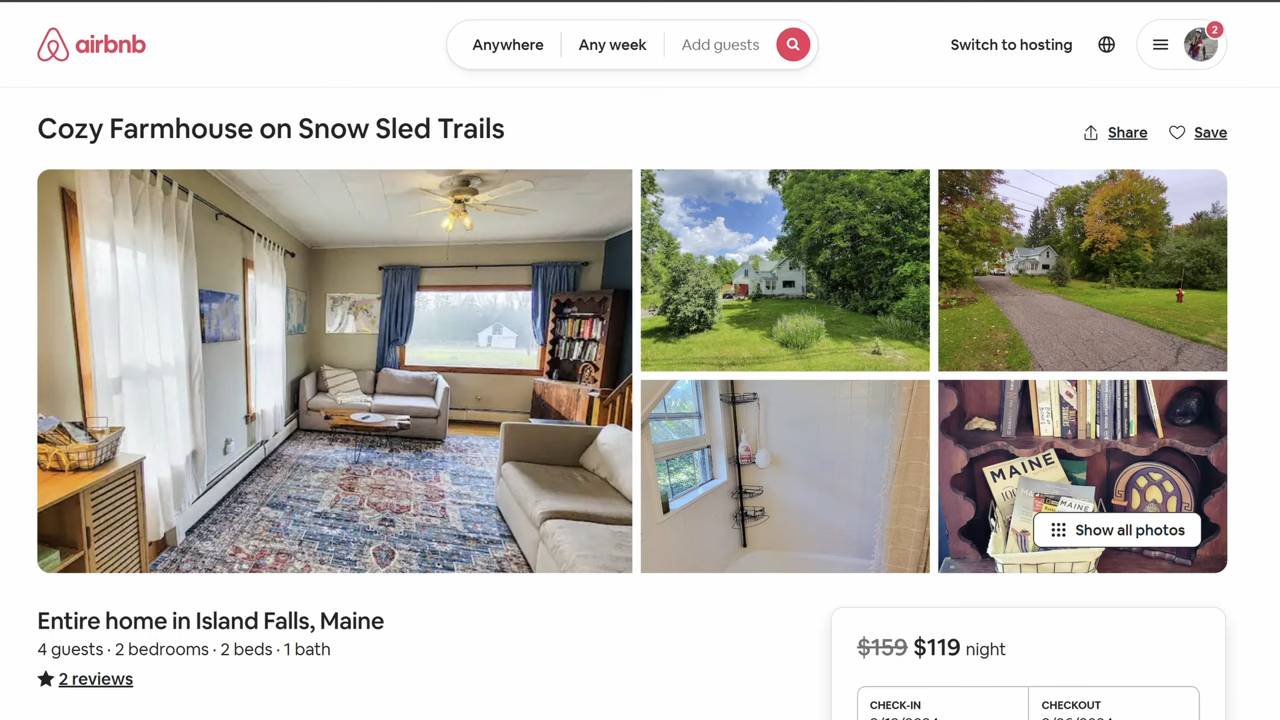 airbnb
Anywhere
Any week
Add guests
Switch to hosting
2
Cozy Farmhouse on Snow Sled Trails
Share
Save
MAINE
MAINE
Show all photos
Entire home in Island Falls, Maine
4 guests · 2 bedrooms · 2 beds · 1 bath
2 reviews
$159 $119 night
CHECK-IN
CHECKOUT